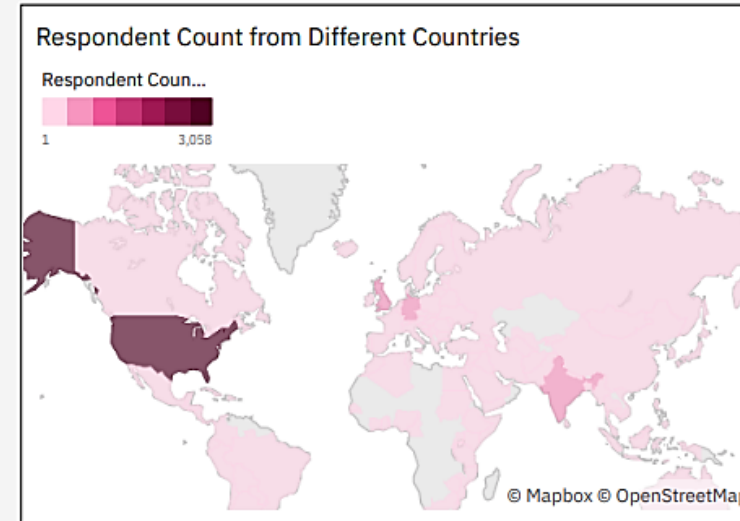 Respondent Count from Different Countries
Respondent Coun...
1 3,058
© Mapbox © OpenStreetMap